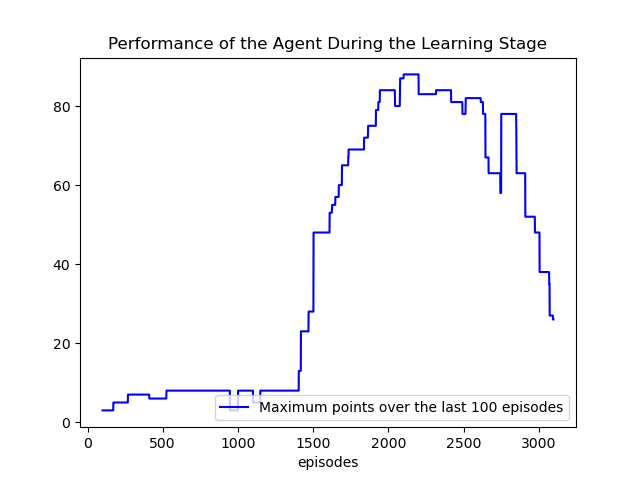 Performance of the Agent During the Learning Stage
80
60
40
20
0
Maximum points over the last 100 episodes
0 500 1000 1500 2000 2500 3000
episodes